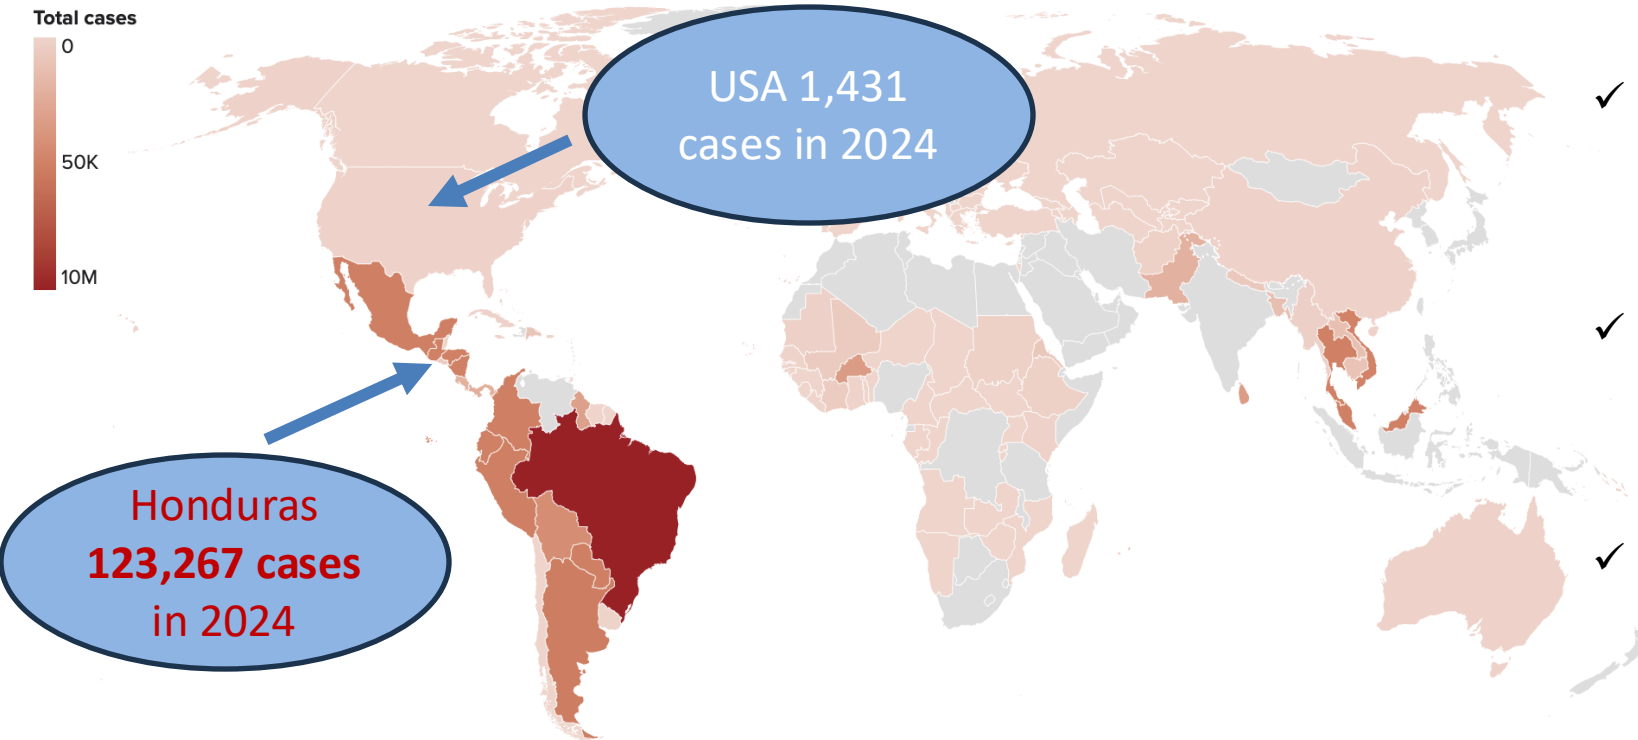 Total cases
0
50K
10M
USA 1,431
cases in 2024
Honduras
123,267 cases
in 2024
✓
✓
✓